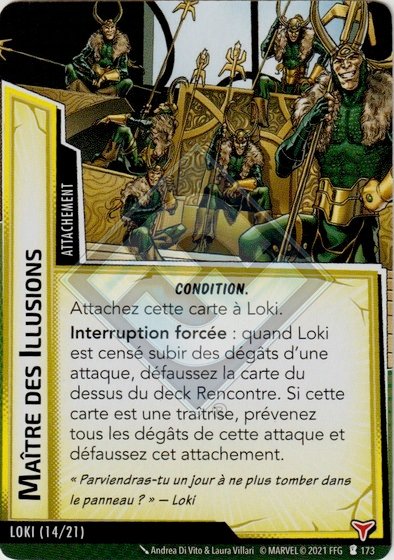 ATTACHEMENT
MAÎTRE DES ILLUSIONS
CONDITION.
Attachez cette carte à Loki.
Interruption forcée : quand Loki
est censé subir des dégâts d'une
attaque, défaussez la carte du
dessus du deck Rencontre. Si cette
carte est une traîtrise, prévenez
tous les dégâts de cette attaque et
défaussez cet attachement.
« Parviendras-tu un jour à ne plus tomber dans
le panneau ? » — Loki
LOKI (14/21)
Andrea Di Vito & Laura Villari © MARVEL © 2021 FFG 173